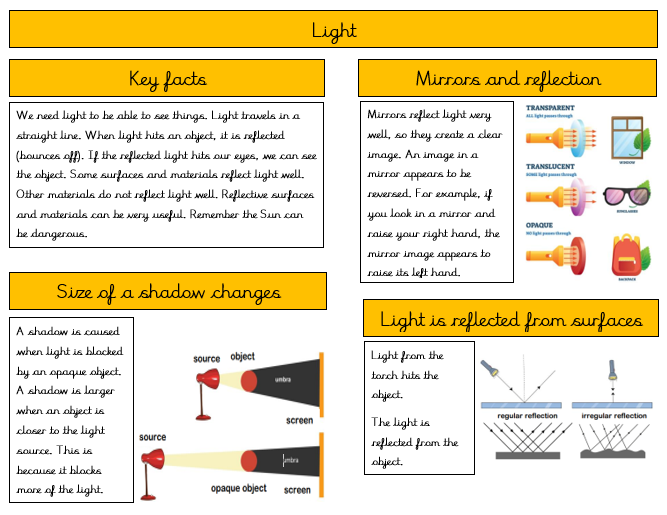 Light
Key facts
We need light to be able to see things. Light travels in a
straight line. When light hits an object, it is reflected
(bounces off). If the reflected light hits our eyes, we can see
the object. Some surfaces and materials reflect light well.
Other materials do not reflect light well. Reflective surfaces
and materials can be very useful. Remember the Sun can
be dangerous.
Mirrors and reflection
Mirrors reflect light very
well, so they create a clear
image. An image in a
mirror appears to be
reversed. For example, if
you look in a mirror and
raise your right hand, the
mirror image appears to
raise its left hand.
TRANSPARENT
ALL light passes through
WINDOW
TRANSLUCENT
SOME light passes through
SUNGLASSES
OPAQUE
NO light passes through
BACKPACK
Size of a shadow changes
A shadow is caused
when light is blocked
by an opaque object.
A shadow is larger
when an object is
closer to the light
source. This is
because it blocks
more of the light.
source
object
umbra
screen
source
umbra
opaque object
screen
Light is reflected from surfaces
Light from the
torch hits the
object.
The light is
reflected from the
object.
regular reflection
irregular reflection